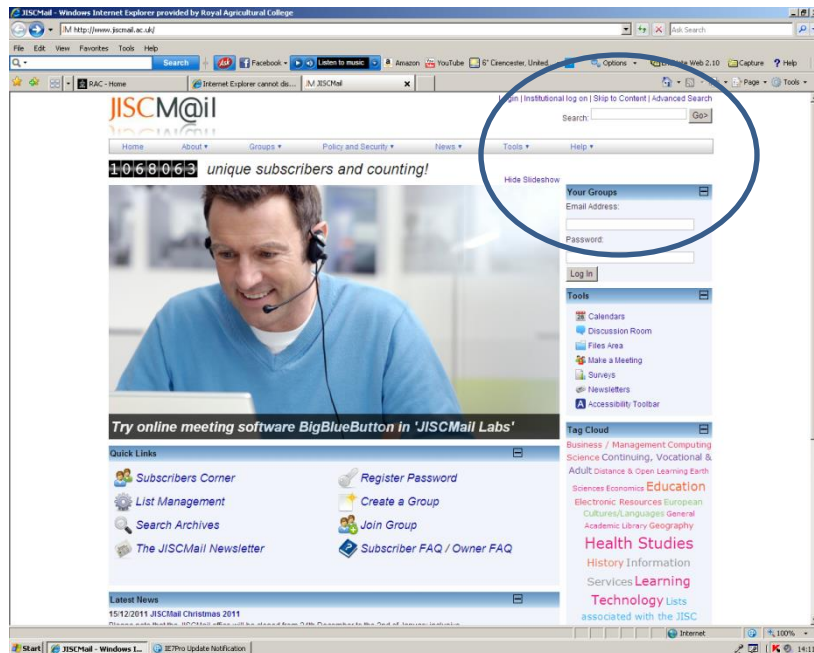 JISCMail - Windows Internet Explorer provided by Royal Agricultural College
http://www.jiscmail.ac.uk/
Ask Search
File Edit View Favorites Tools Help
Search Facebook Listen to music Amazon YouTube 6° Cirencester, United Options Web 2.10 Capture Help
RAC - Home Internet Explorer cannot dis... JISCMail Page Tools
Login | Institutional log on | Skip to Content | Advanced Search
JISCM@il
Search: Go>
Home About Groups Policy and Security News Tools Help
1068063 unique subscribers and counting!
Hide Slideshow
Your Groups
Email Address:
Password:
Log In
Tools
Calendars
Discussion Room
Files Area
Make a Meeting
Surveys
Newsletters
Accessibility Toolbar
Try online meeting software BigBlueButton in 'JISCMail Labs'
Quick Links
Subscribers Corner
Register Password
List Management
Create a Group
Search Archives
Join Group
The JISCMail Newsletter
Subscriber FAQ / Owner FAQ
Tag Cloud
Business / Management Computing
Science Continuing, Vocational &
Adult Distance & Open Learning Earth
Sciences Economics Education
Electronic Resources European
Cultures/Languages General
Academic Library Geography
Health Studies
History Information
Services Learning
Technology Lists
associated with the JISC
Latest News
15/12/2011 JISCMail Christmas 2011
Internet 100%
Start JISCMail - Windows I... IE7Pro Update Notification 14:11